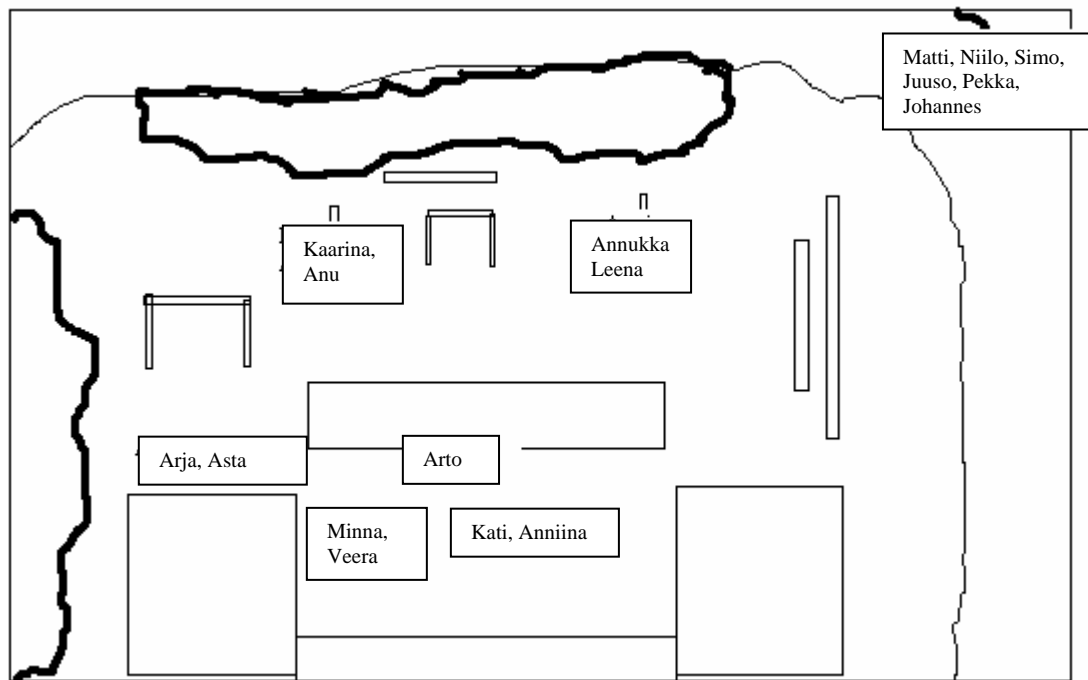 Matti, Niilo, Simo,
Juuso, Pekka,
Johannes
Kaarina,
Anu
Annukka
Leena
Arja, Asta
Arto
Minna,
Veera
Kati, Anniina